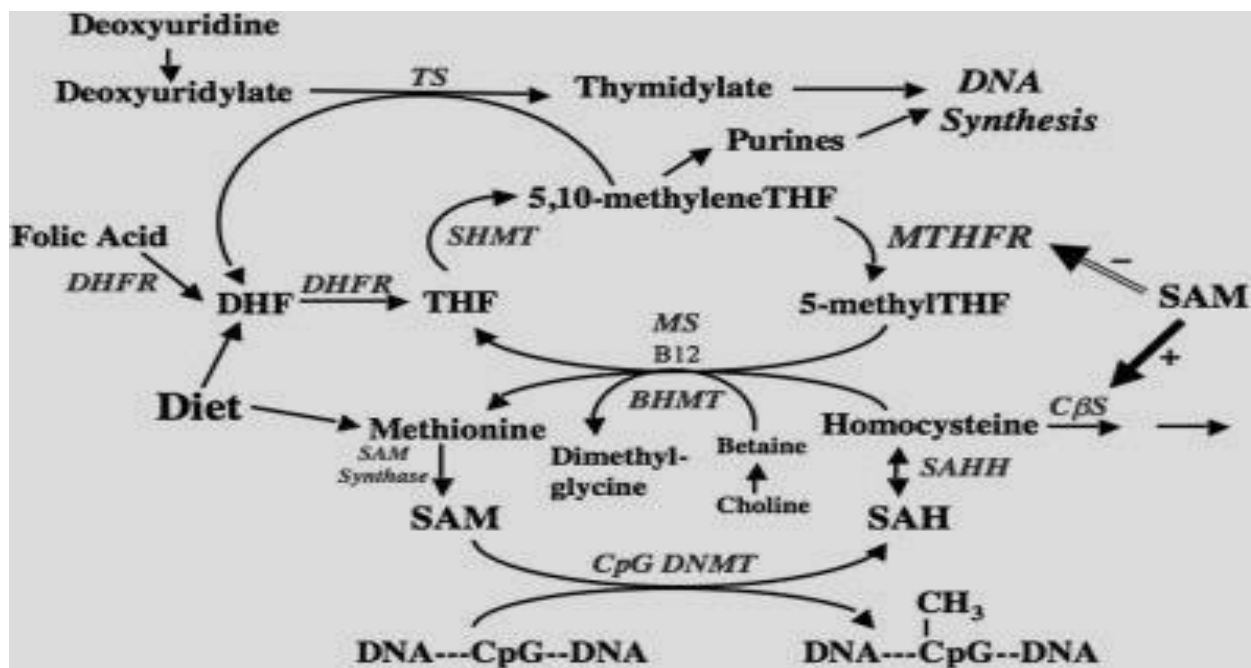 Deoxyuridine
Deoxyuridylate
TS
Thymidylate
DNA
Synthesis
Purines
5,10-methyleneTHF
Folic Acid
SHMT
MTHFR
DHFR
DHF
DHFR
THF
5-methylTHF
–
SAM
MS
B12
+
Diet
BHMT
CβS
Methionine
Homocysteine
SAM
Synthase
Dimethyl-
glycine
Betaine
Choline
SAHH
SAM
SAH
CpG DNMT
CH3
DNA---CpG--DNA
DNA---CpG--DNA